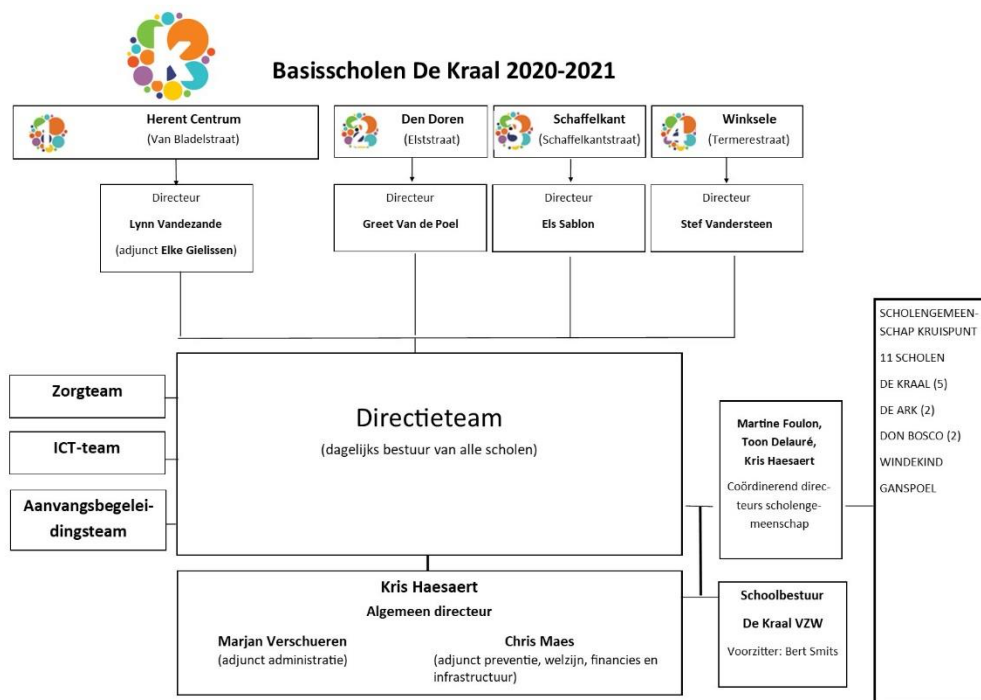 K
Basisscholen De Kraal 2020-2021
1
Herent Centrum
(Van Bladelstraat)
2
Den Doren
(Elststraat)
3
Schaffelkant
(Schaffelkantstraat)
4
Winksele
(Termerestraat)
Directeur
Lynn Vandezande
(adjunct Elke Gielissen)
Directeur
Greet Van de Poel
Directeur
Els Sablon
Directeur
Stef Vandersteen
Zorgteam
ICT-team
Aanvangsbegelei-
dingsteam
Directieteam
(dagelijks bestuur van alle scholen)
Martine Foulon,
Toon Delauré,
Kris Haesaert
Coördinerend direc-
teurs scholenge-
meenschap
SCHOLENGEMEEN-
SCHAP KRUISPUNT
11 SCHOLEN
DE KRAAL (5)
DE ARK (2)
DON BOSCO (2)
WINDEKIND
GANSPOEL
Kris Haesaert
Algemeen directeur
Marjan Verschueren
(adjunct administratie)
Chris Maes
(adjunct preventie, welzijn, financies en
infrastructuur)
Schoolbestuur
De Kraal VZW
Voorzitter: Bert Smits